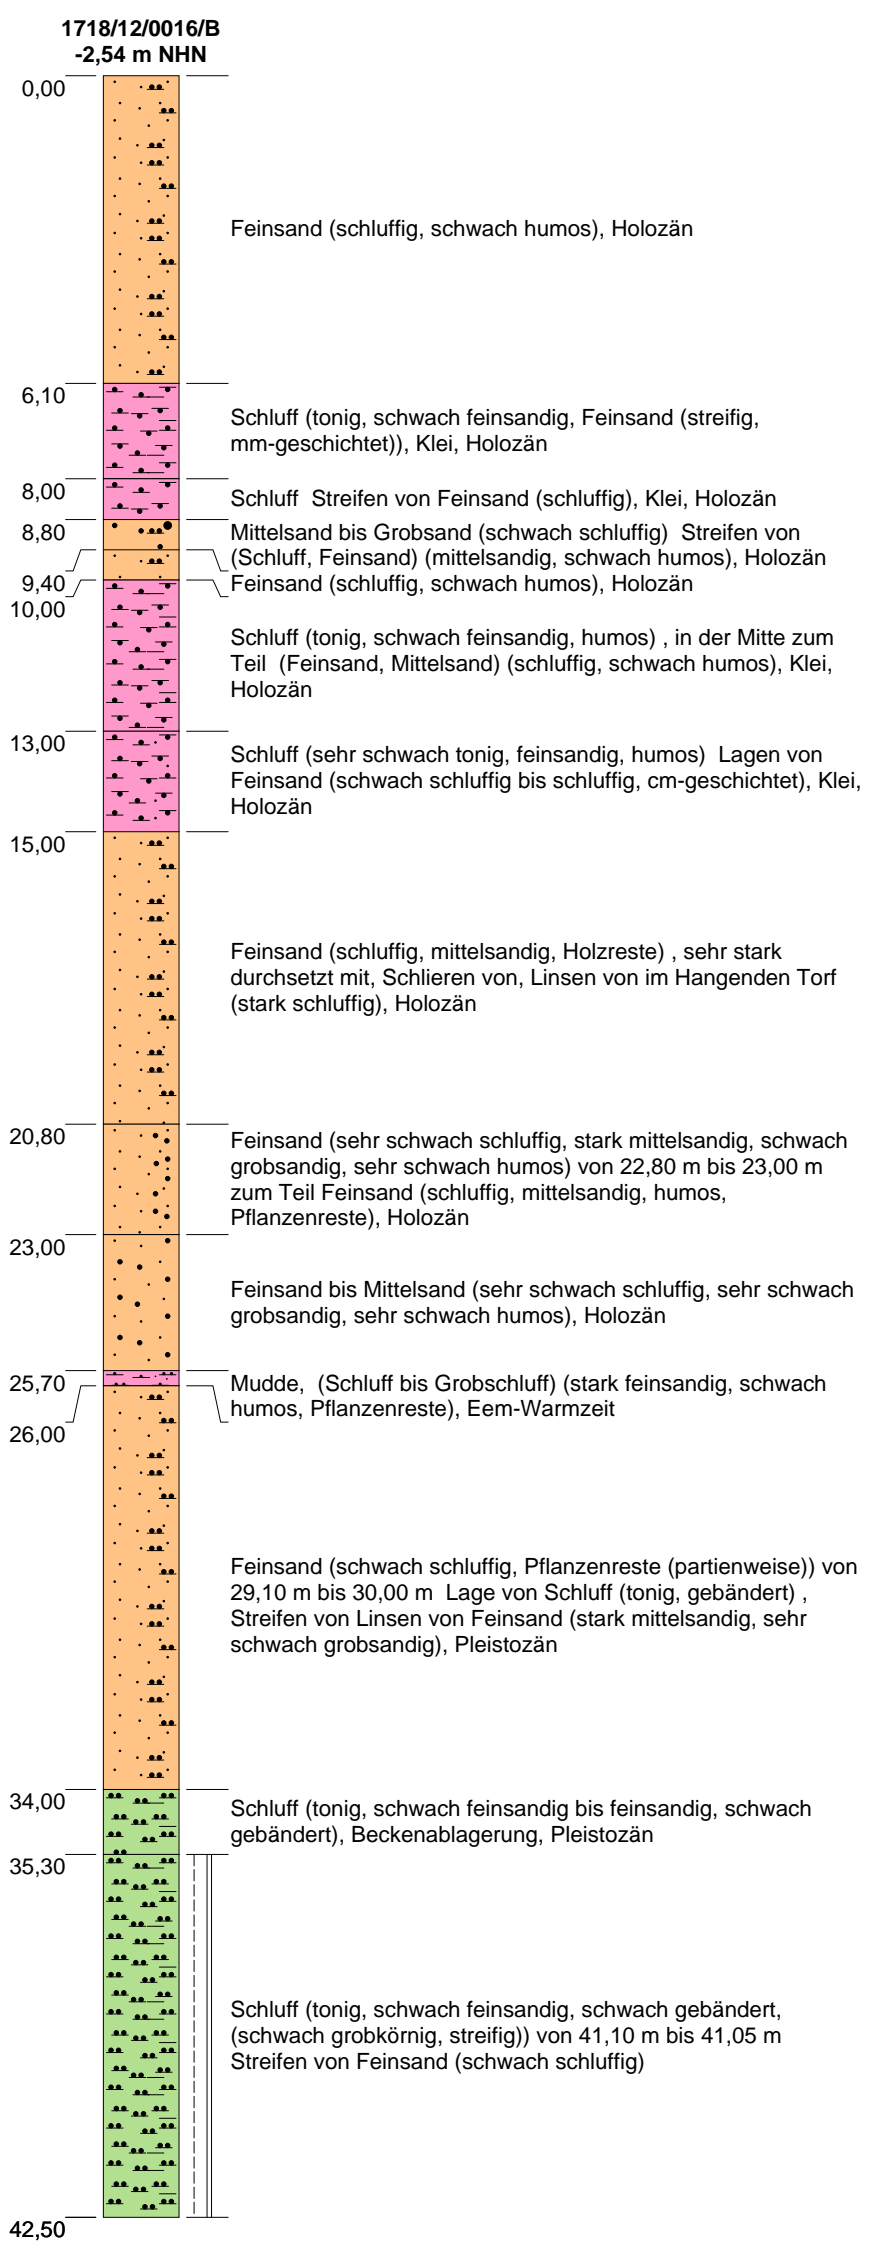 1718/12/0016/B
-2,54 m NHN
0,00
Feinsand (schluffig, schwach humos), Holozän
6,10
Schluff (tonig, schwach feinsandig, Feinsand (streifig,
mm-geschichtet)), Klei, Holozän
8,00
Schluff Streifen von Feinsand (schluffig), Klei, Holozän
8,80
Mittelsand bis Grobsand (schwach schluffig) Streifen von
(Schluff, Feinsand) (mittelsandig, schwach humos), Holozän
9,40
Feinsand (schluffig, schwach humos), Holozän
10,00
Schluff (tonig, schwach feinsandig, humos) , in der Mitte zum
Teil (Feinsand, Mittelsand) (schluffig, schwach humos), Klei,
Holozän
13,00
Schluff (sehr schwach tonig, feinsandig, humos) Lagen von
Feinsand (schwach schluffig bis schluffig, cm-geschichtet), Klei,
Holozän
15,00
Feinsand (schluffig, mittelsandig, Holzreste) , sehr stark
durchsetzt mit, Schlieren von, Linsen von im Hangenden Torf
(stark schluffig), Holozän
20,80
Feinsand (sehr schwach schluffig, stark mittelsandig, schwach
grobsandig, sehr schwach humos) von 22,80 m bis 23,00 m
zum Teil Feinsand (schluffig, mittelsandig, humos,
Pflanzenreste), Holozän
23,00
Feinsand bis Mittelsand (sehr schwach schluffig, sehr schwach
grobsandig, sehr schwach humos), Holozän
25,70
Mudde, (Schluff bis Grobschluff) (stark feinsandig, schwach
humos, Pflanzenreste), Eem-Warmzeit
26,00
Feinsand (schwach schluffig, Pflanzenreste (partienweise)) von
29,10 m bis 30,00 m Lage von Schluff (tonig, gebändert) ,
Streifen von Linsen von Feinsand (stark mittelsandig, sehr
schwach grobsandig), Pleistozän
34,00
Schluff (tonig, schwach feinsandig bis feinsandig, schwach
gebändert), Beckenablagerung, Pleistozän
35,30
Schluff (tonig, schwach feinsandig, schwach gebändert,
(schwach grobkörnig, streifig)) von 41,10 m bis 41,05 m
Streifen von Feinsand (schwach schluffig)
42,50